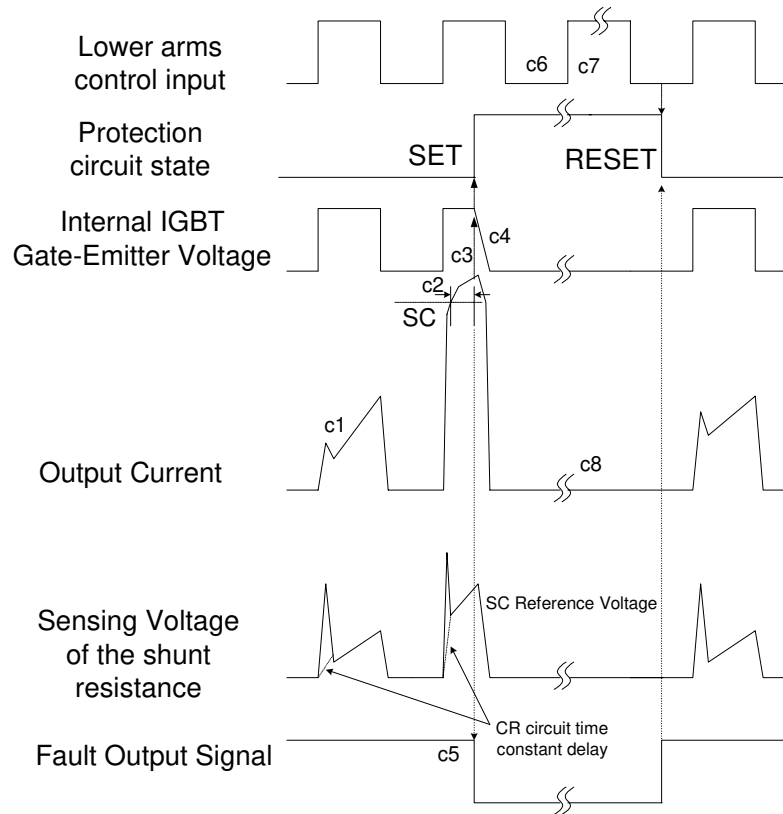 Lower arms
control input
c6
c7
Protection
circuit state
SET
RESET
Internal IGBT
Gate-Emitter Voltage
c3
c4
c2
SC
c1
Output Current
c8
SC Reference Voltage
Sensing Voltage
of the shunt
resistance
CR circuit time
constant delay
Fault Output Signal
c5